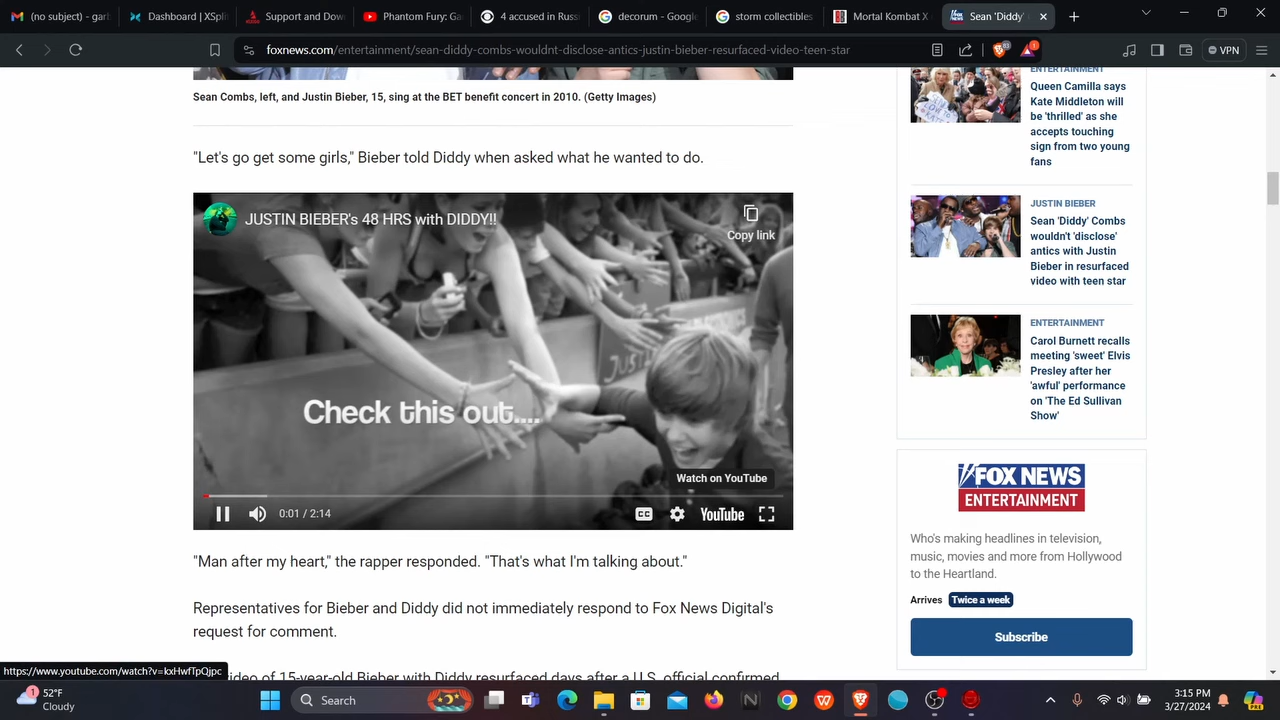 (no subject) - garl
Dashboard | XSpli
Support and Dow
Phantom Fury: Ga
4 accused in Russi
decorum - Google
storm collectibles
Mortal Kombat X
Sean 'Diddy'
foxnews.com/entertainment/sean-diddy-combs-wouldnt-disclose-antics-justin-bieber-resurfaced-video-teen-star
VPN
Sean Combs, left, and Justin Bieber, 15, sing at the BET benefit concert in 2010. (Getty Images)
"Let's go get some girls," Bieber told Diddy when asked what he wanted to do.
JUSTIN BIEBER's 48 HRS with DIDDY!!
Copy link
JUSTI
Check this out....
Watch on YouTube
0:01 / 2:14
CC
YouTube
"Man after my heart," the rapper responded. "That's what I'm talking about."
Representatives for Bieber and Diddy did not immediately respond to Fox News Digital's
request for comment.
ideo of 15-year-old Bieber with Diddy resurfaced days after a U.S. official confirmed
ENTERTAINMENT
Queen Camilla says
Kate Middleton will
be 'thrilled' as she
accepts touching
sign from two young
fans
JUSTIN BIEBER
Sean 'Diddy' Combs
wouldn't 'disclose'
antics with Justin
Bieber in resurfaced
video with teen star
ENTERTAINMENT
Carol Burnett recalls
meeting 'sweet' Elvis
Presley after her
'awful' performance
on 'The Ed Sullivan
Show'
FOX NEWS
ENTERTAINMENT
Who's making headlines in television,
music, movies and more from Hollywood
to the Heartland.
Arrives Twice a week
Subscribe
https://www.youtube.com/watch?v=kxHwfTpQjpc
1
52°F
Cloudy
Search
3:15 PM
3/27/2024